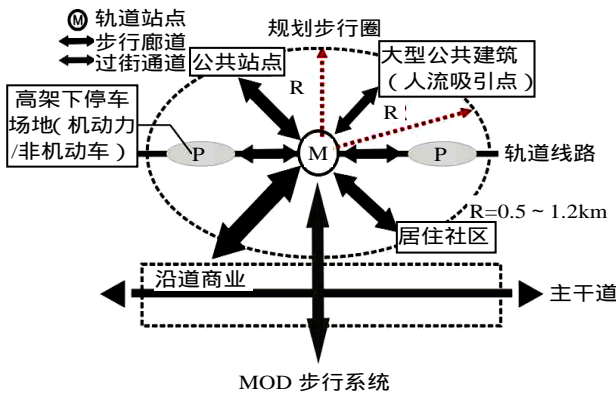 M 轨道站点
步行廊道
过街通道
规划步行圈
公共站点
大型公共建筑
（人流吸引点）
R
R
高架下停车
场地（机动力
/非机动车）
P
M
P
轨道线路
R=0.5 ~ 1.2km
居住社区
沿道商业
主干道
MOD 步行系统